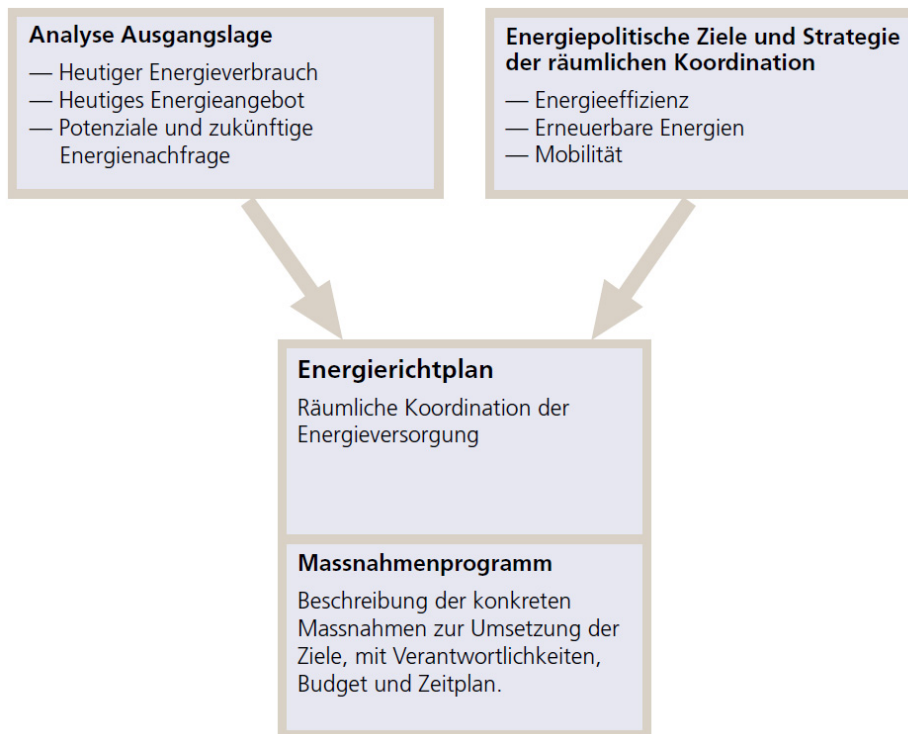 Analyse Ausgangslage
— Heutiger Energieverbrauch
— Heutiges Energieangebot
— Potenziale und zukünftige
Energienachfrage
Energiepolitische Ziele und Strategie
der räumlichen Koordination
— Energieeffizienz
— Erneuerbare Energien
— Mobilität
Energierichtplan
Räumliche Koordination der
Energieversorgung
Massnahmenprogramm
Beschreibung der konkreten
Massnahmen zur Umsetzung der
Ziele, mit Verantwortlichkeiten,
Budget und Zeitplan.